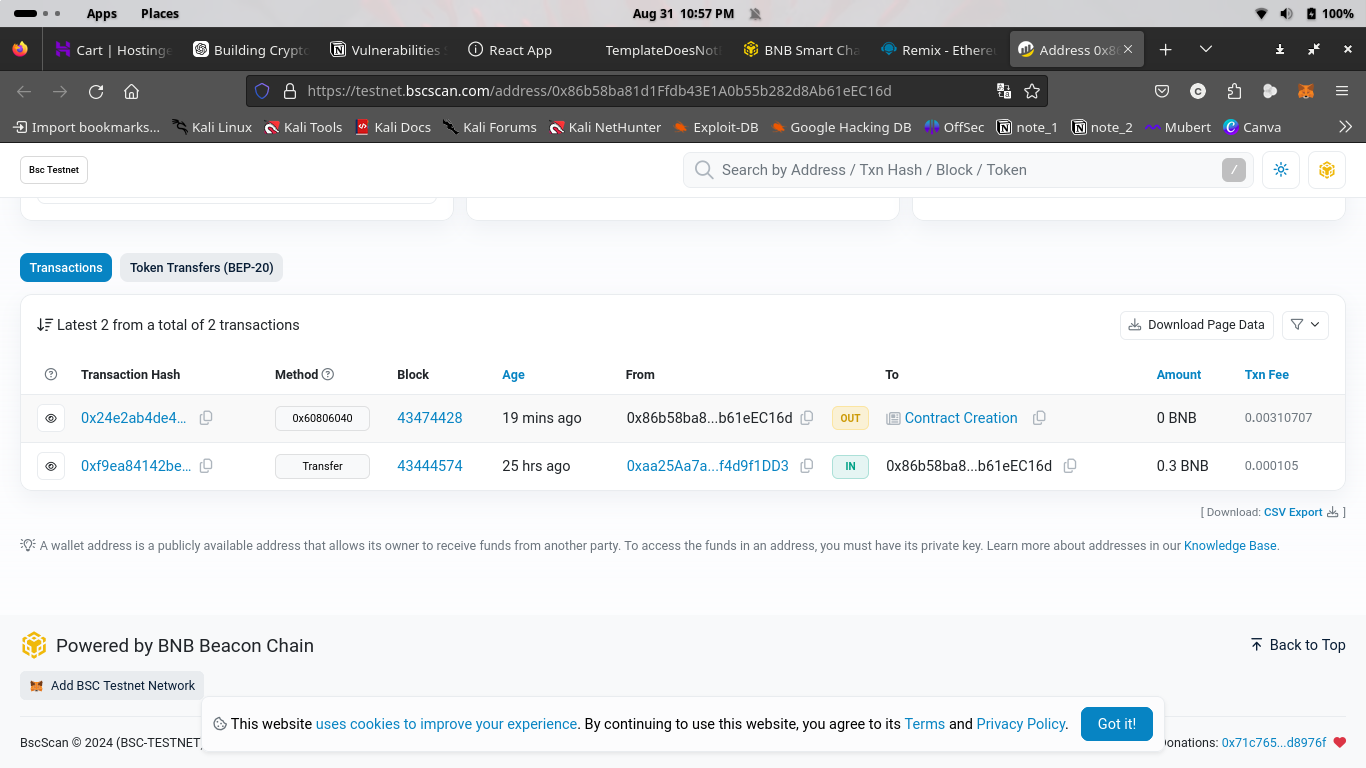 Apps Places Aug 31 10:57 PM 100%
Cart | Hostinge Building Crypto Vulnerabilities React App TemplateDoesNot BNB Smart Cha Remix - Ethere Address 0x86
https://testnet.bscscan.com/address/0x86b58ba81d1Ffdb43E1A0b55b282d8Ab61eEC16d
Import bookmarks... Kali Linux Kali Tools Kali Docs Kali Forums Kali NetHunter Exploit-DB Google Hacking DB OffSec note_1 note_2 Mubert Canva
Bsc Testnet Search by Address / Txn Hash / Block / Token /
Transactions Token Transfers (BEP-20)
Latest 2 from a total of 2 transactions Download Page Data
Transaction Hash Method Block Age From To Amount Txn Fee
0x24e2ab4de4... 0x60806040 43474428 19 mins ago 0x86b58ba8...b61eEC16d OUT Contract Creation 0 BNB 0.00310707
0xf9ea84142be... Transfer 43444574 25 hrs ago 0xaa25Aa7a...f4d9f1DD3 IN 0x86b58ba8...b61eEC16d 0.3 BNB 0.000105
[ Download: CSV Export ]
A wallet address is a publicly available address that allows its owner to receive funds from another party. To access the funds in an address, you must have its private key. Learn more about addresses in our Knowledge Base.
Powered by BNB Beacon Chain Back to Top
Add BSC Testnet Network
This website uses cookies to improve your experience. By continuing to use this website, you agree to its Terms and Privacy Policy. Got it!
BscScan © 2024 (BSC-TESTNET) onations: 0x71c765...d8976f